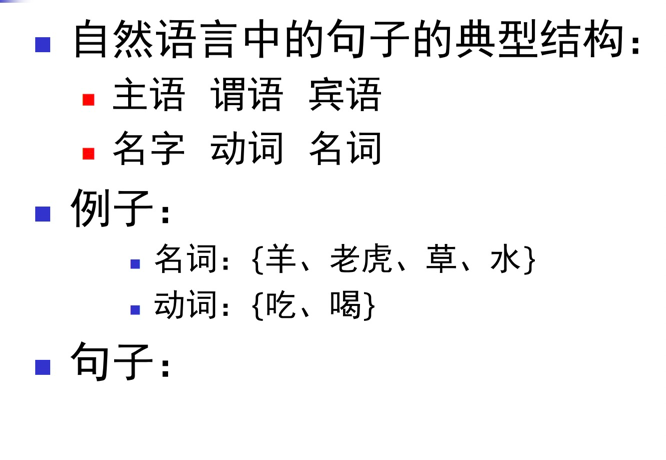 自然语言中的句子的典型结构：
主语 谓语 宾语
名字 动词 名词
例子：
名词：{羊、老虎、草、水}
动词：{吃、喝}
句子：